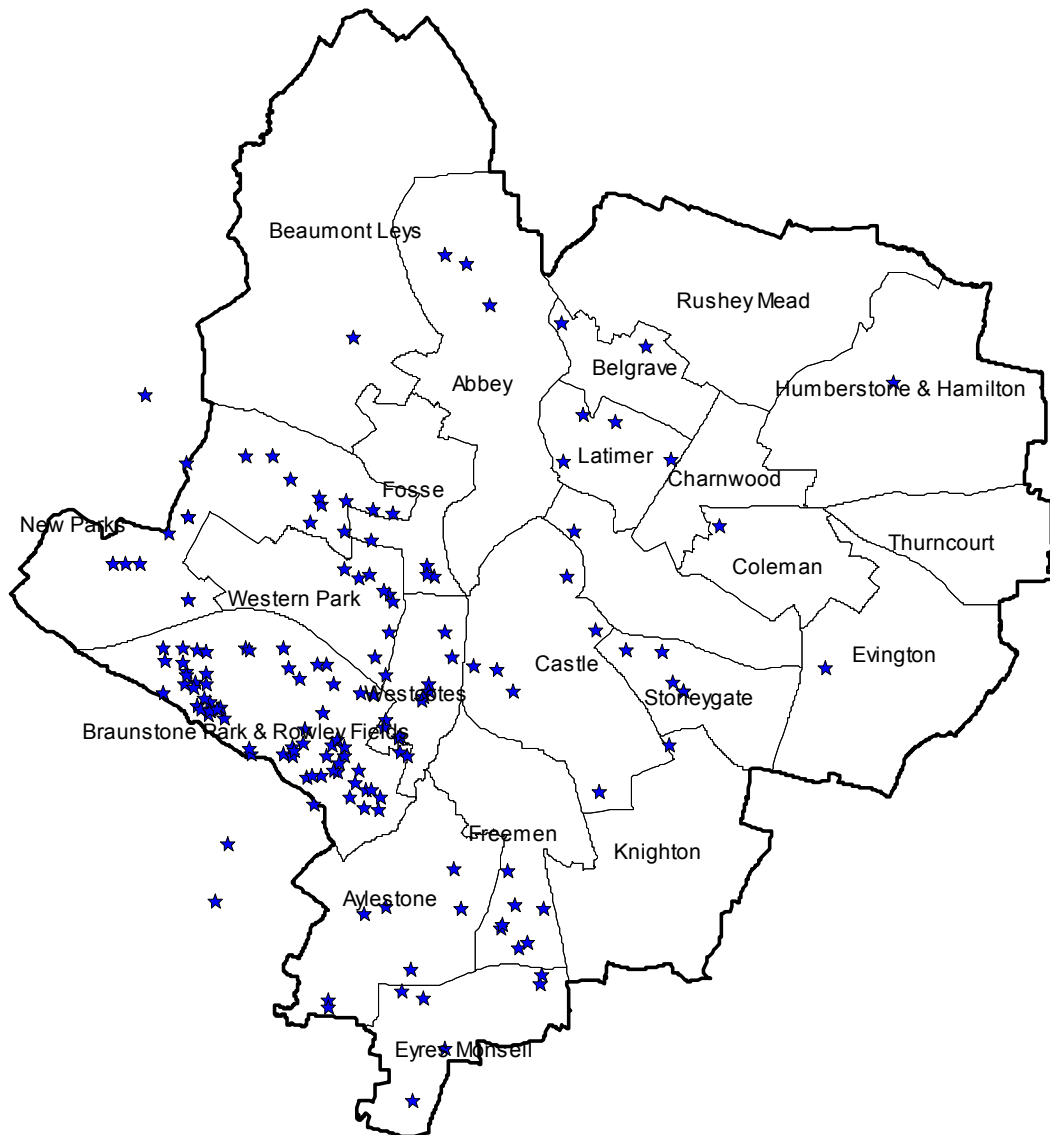 Beaumont Leys
Rushey Mead
Belgrave
Abbey
Humberstone & Hamilton
Latimer
Charnwood
Fosse
New Parks
Thurncourt
Coleman
Western Park
Evington
Castle
Westcotes
Stoneygate
Braunstone Park & Rowley Fields
Freemen
Knighton
Aylestone
Eyres Monsell